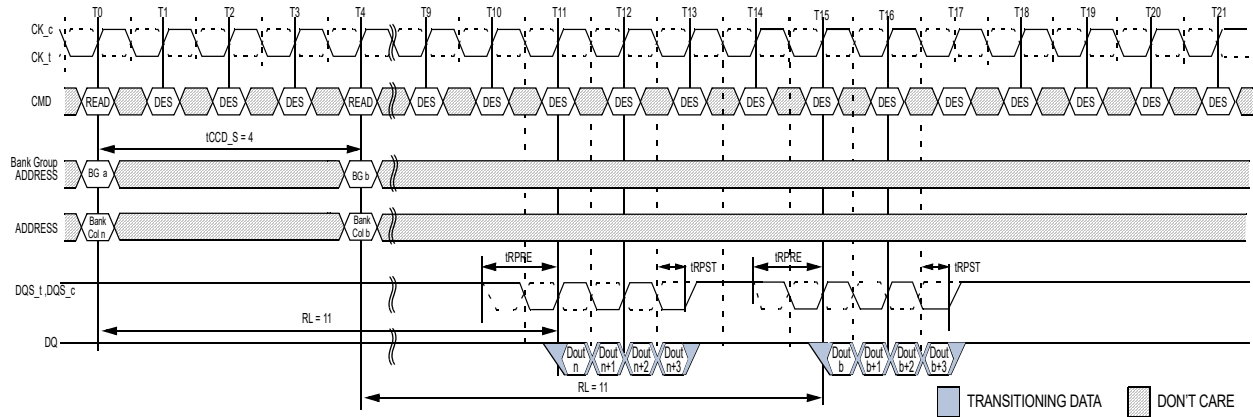 T0 T1 T2 T3 T4 T9 T10 T11 T12 T13 T14 T15 T16 T17 T18 T19 T20 T21
CK_c
CK_t
CMD READ DES DES DES READ DES DES DES DES DES DES DES DES DES DES DES DES DES
tCCD_S = 4
Bank Group
ADDRESS BG a BG b
ADDRESS Bank Col n Bank Col b
tRPRE tRPST tRPRE tRPST
DQS_t ,DQS_c
RL = 11
DQ Dout n Dout n+1 Dout n+2 Dout n+3 Dout b Dout b+1 Dout b+2 Dout b+3
RL = 11
TRANSITIONING DATA DON'T CARE